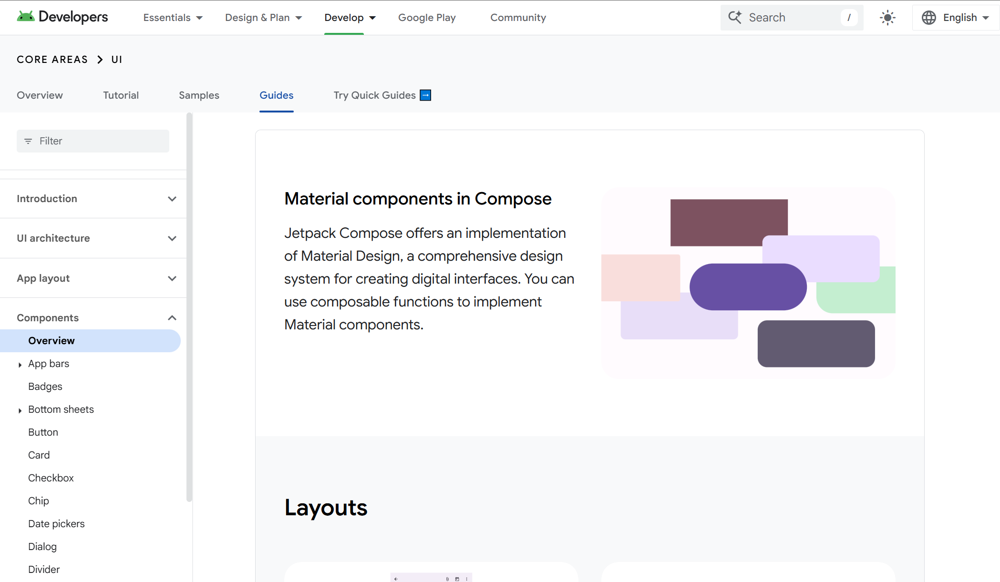 Developers
Essentials
Design & Plan
Develop
Google Play
Community
Search
/
English
CORE AREAS
UI
Overview
Tutorial
Samples
Guides
Try Quick Guides ➡
Filter
Introduction
UI architecture
App layout
Components
Overview
App bars
Badges
Bottom sheets
Button
Card
Checkbox
Chip
Date pickers
Dialog
Divider
Material components in Compose
Jetpack Compose offers an implementation
of Material Design, a comprehensive design
system for creating digital interfaces. You can
use composable functions to implement
Material components.
Layouts